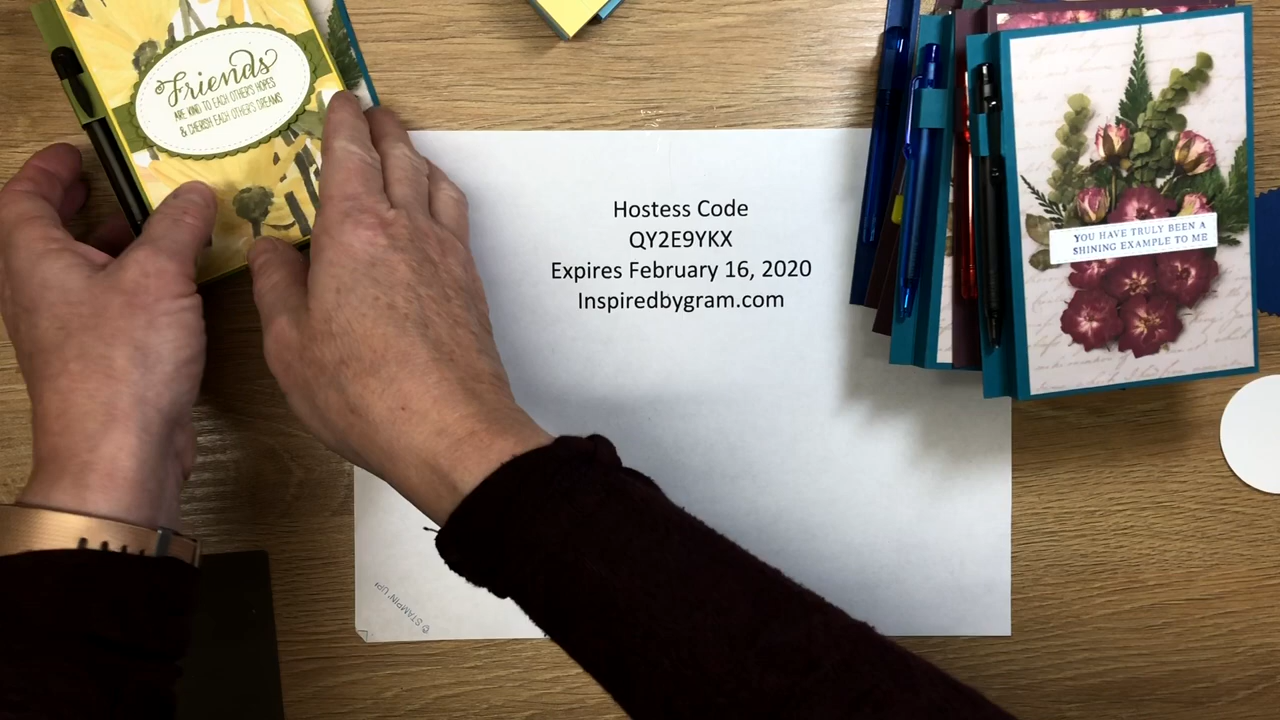 Friends
ARE KIND TO EACH OTHER'S HOPES
& CHERISH EACH OTHER'S DREAMS
Hostess Code
QY2E9YKX
Expires February 16, 2020
Inspiredbygram.com
YOU HAVE TRULY BEEN A
SHINING EXAMPLE TO ME
© STAMPIN' UP!